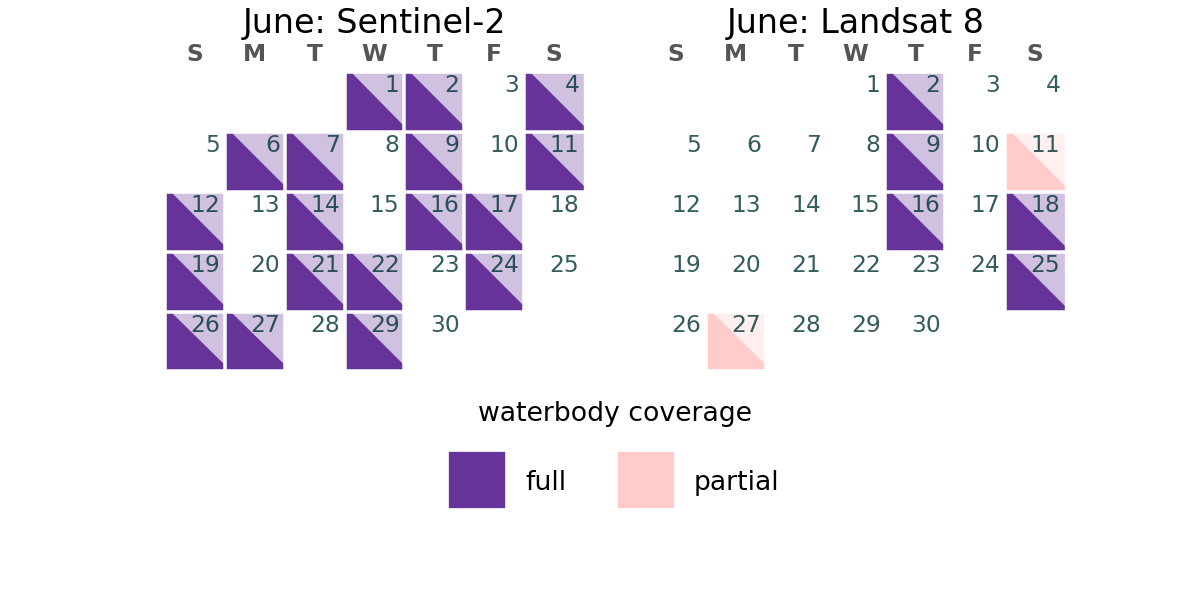 June: Sentinel-2
S M T W T F S
1 2 3 4
5 6 7 8 9 10 11
12 13 14 15 16 17 18
19 20 21 22 23 24 25
26 27 28 29 30
June: Landsat 8
S M T W T F S
1 2 3 4
5 6 7 8 9 10 11
12 13 14 15 16 17 18
19 20 21 22 23 24 25
26 27 28 29 30
waterbody coverage
full
partial